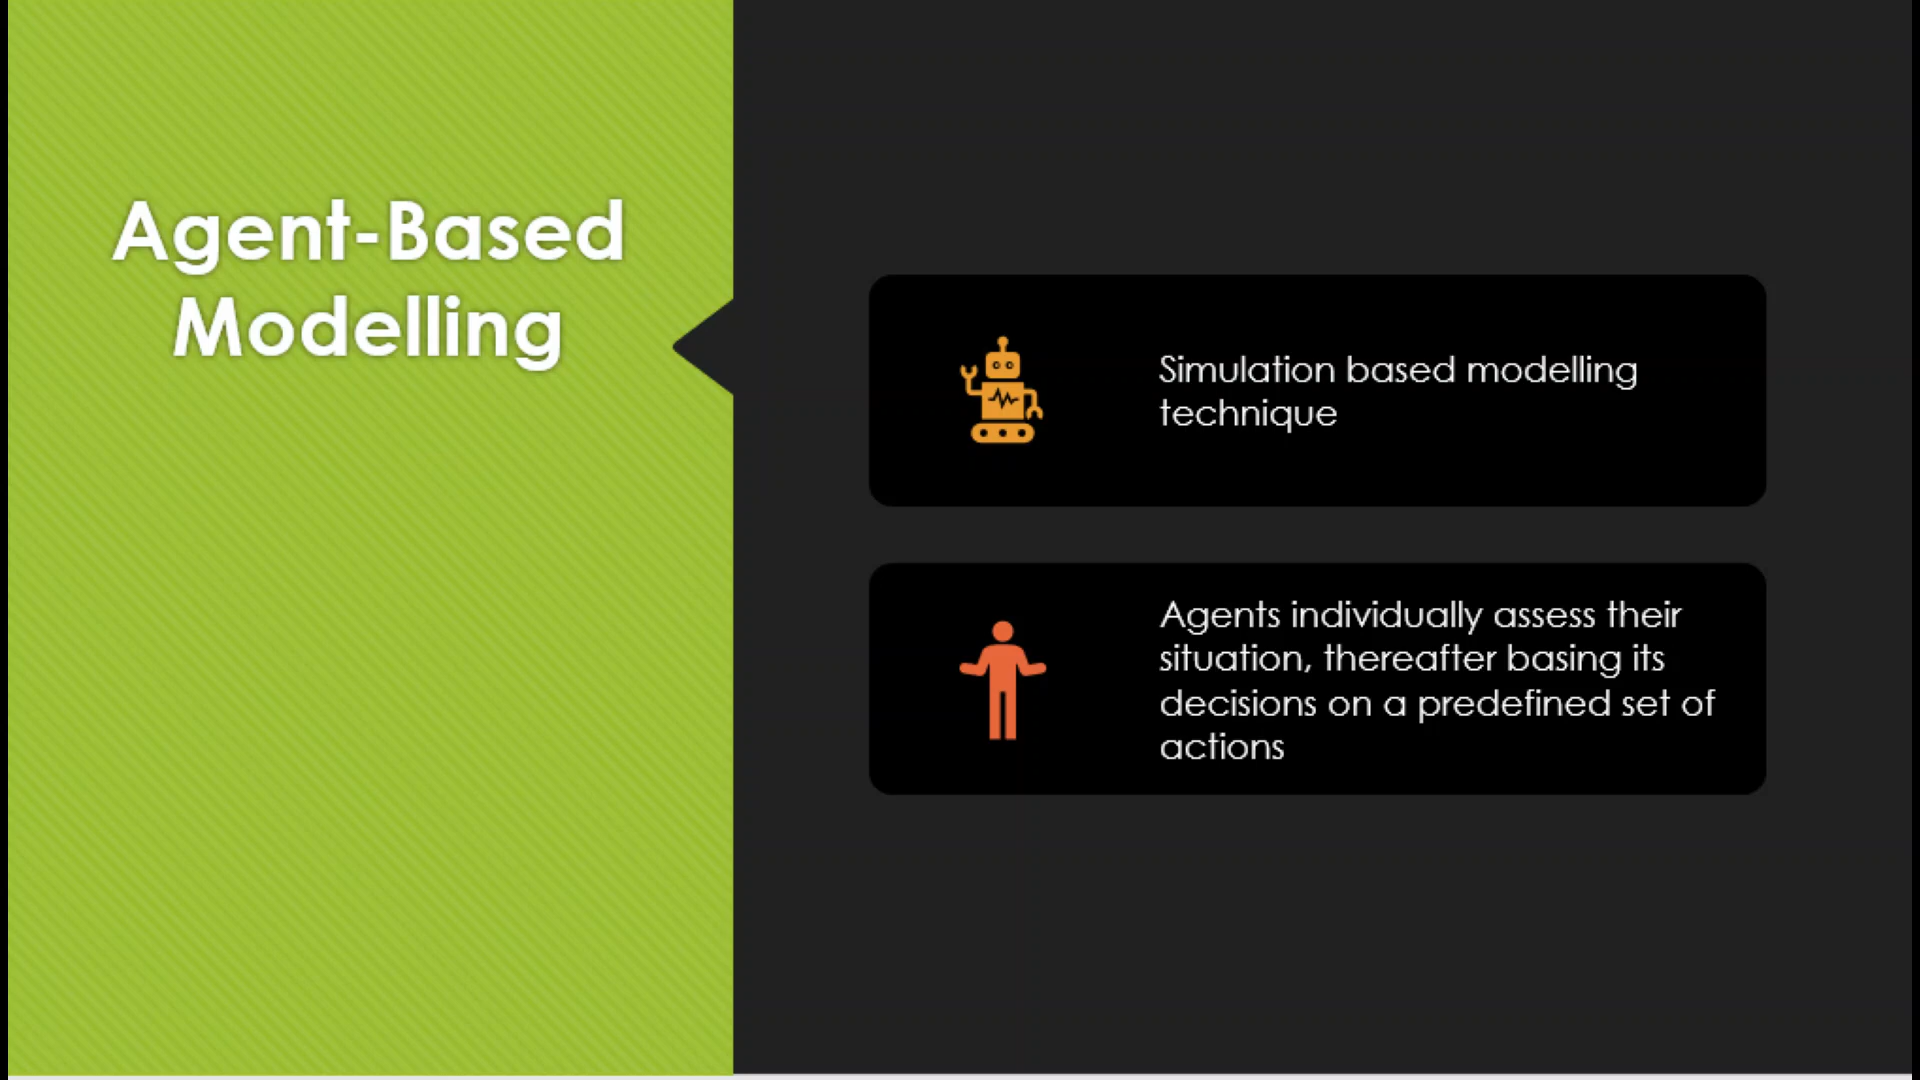 Agent-Based
Modelling
Simulation based modelling
technique
Agents individually assess their
situation, thereafter basing its
decisions on a predefined set of
actions